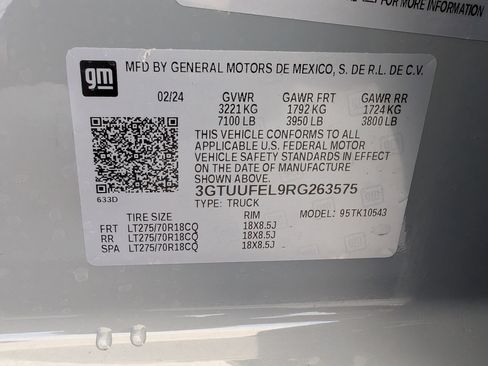 FOR MORE INFORMATION
gm MFD BY GENERAL MOTORS DE MEXICO, S. DE R.L. DE C.V.
02/24 GVWR GAWR FRT GAWR RR
3221 KG 1792 KG 1724 KG
7100 LB 3950 LB 3800 LB
THIS VEHICLE CONFORMS TO ALL
APPLICABLE U.S. FEDERAL MOTOR
VEHICLE SAFETY STANDARDS IN EFFECT
ON THE DATE OF MANUFACTURE
SHOWN ABOVE.
633D 3GTUUFEL9RG263575
TYPE: TRUCK
TIRE SIZE RIM MODEL: 95TK10543
FRT LT275/70R18CQ 18X8.5J
RR LT275/70R18CQ 18X8.5J
SPA LT275/70R18CQ 18X8.5J